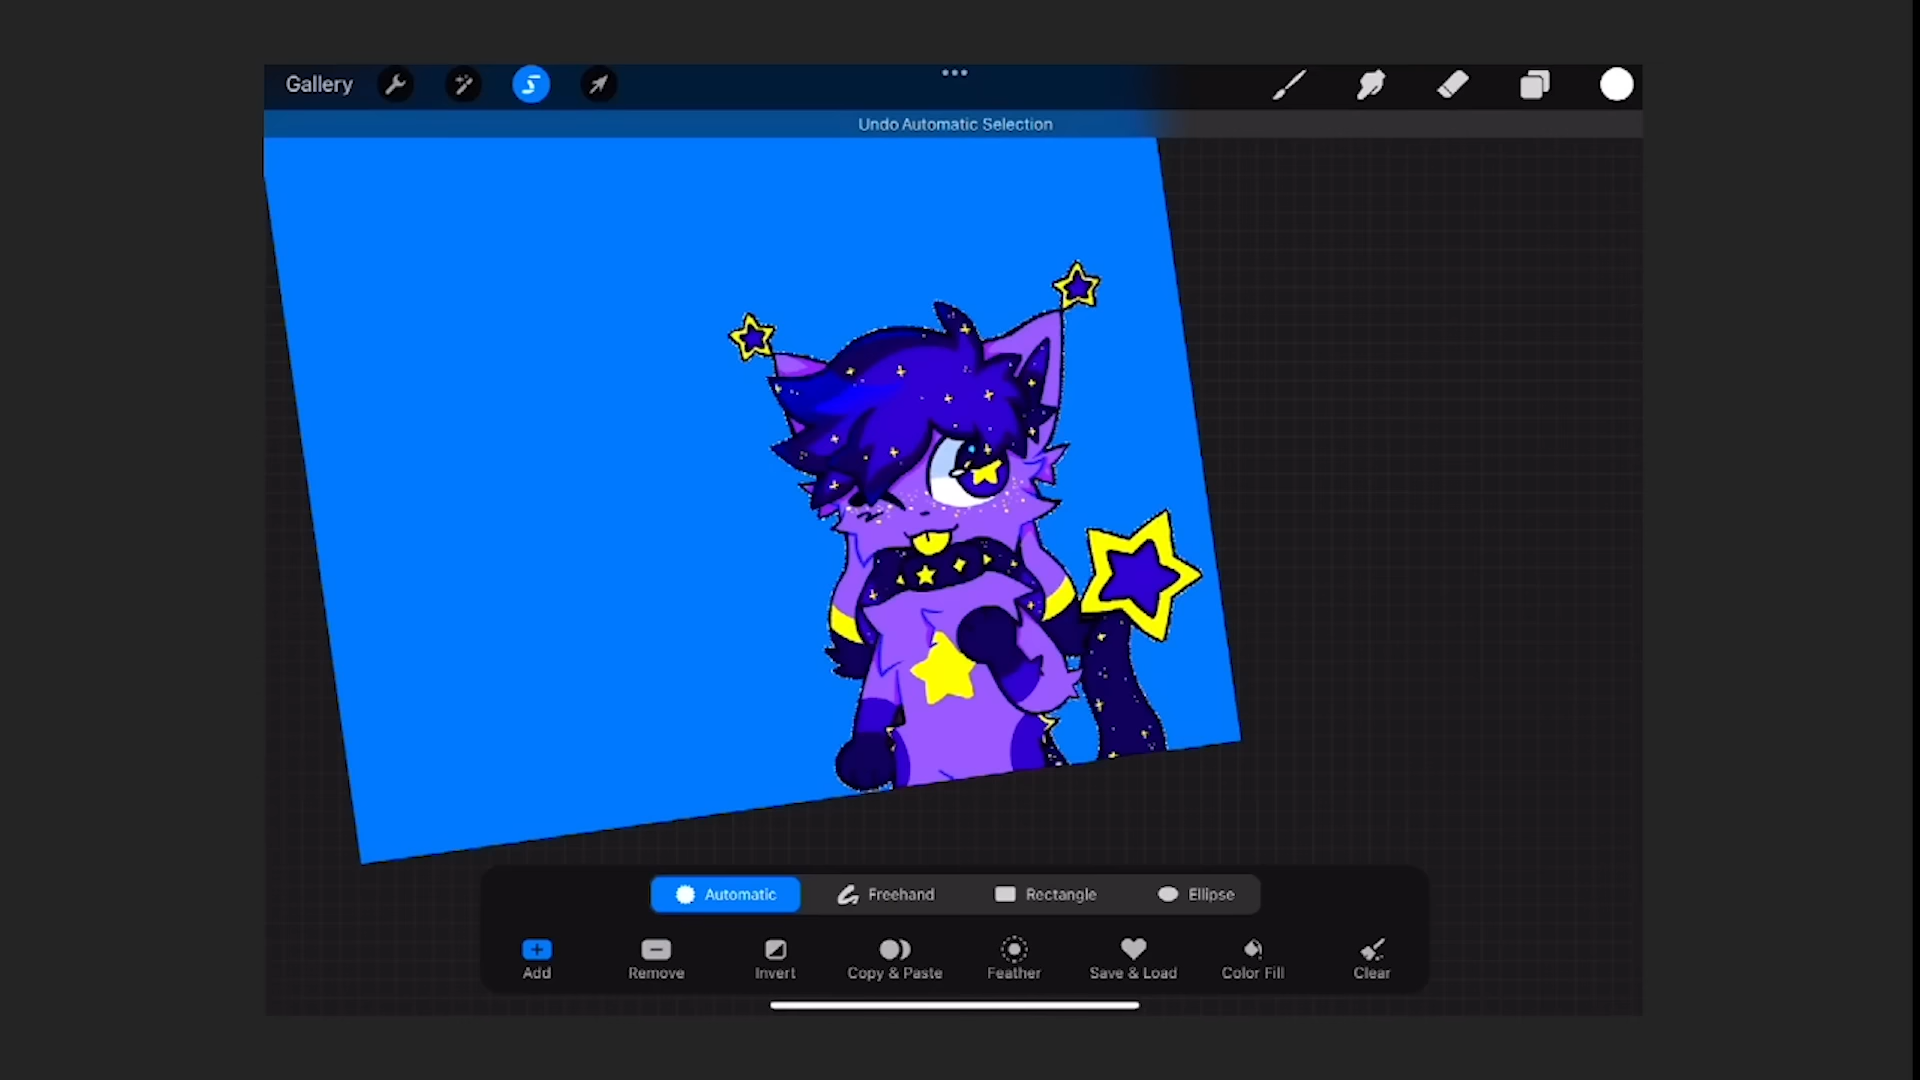 Gallery
Undo Automatic Selection
Automatic Freehand Rectangle Ellipse
Add Remove Invert Copy & Paste Feather Save & Load Color Fill Clear